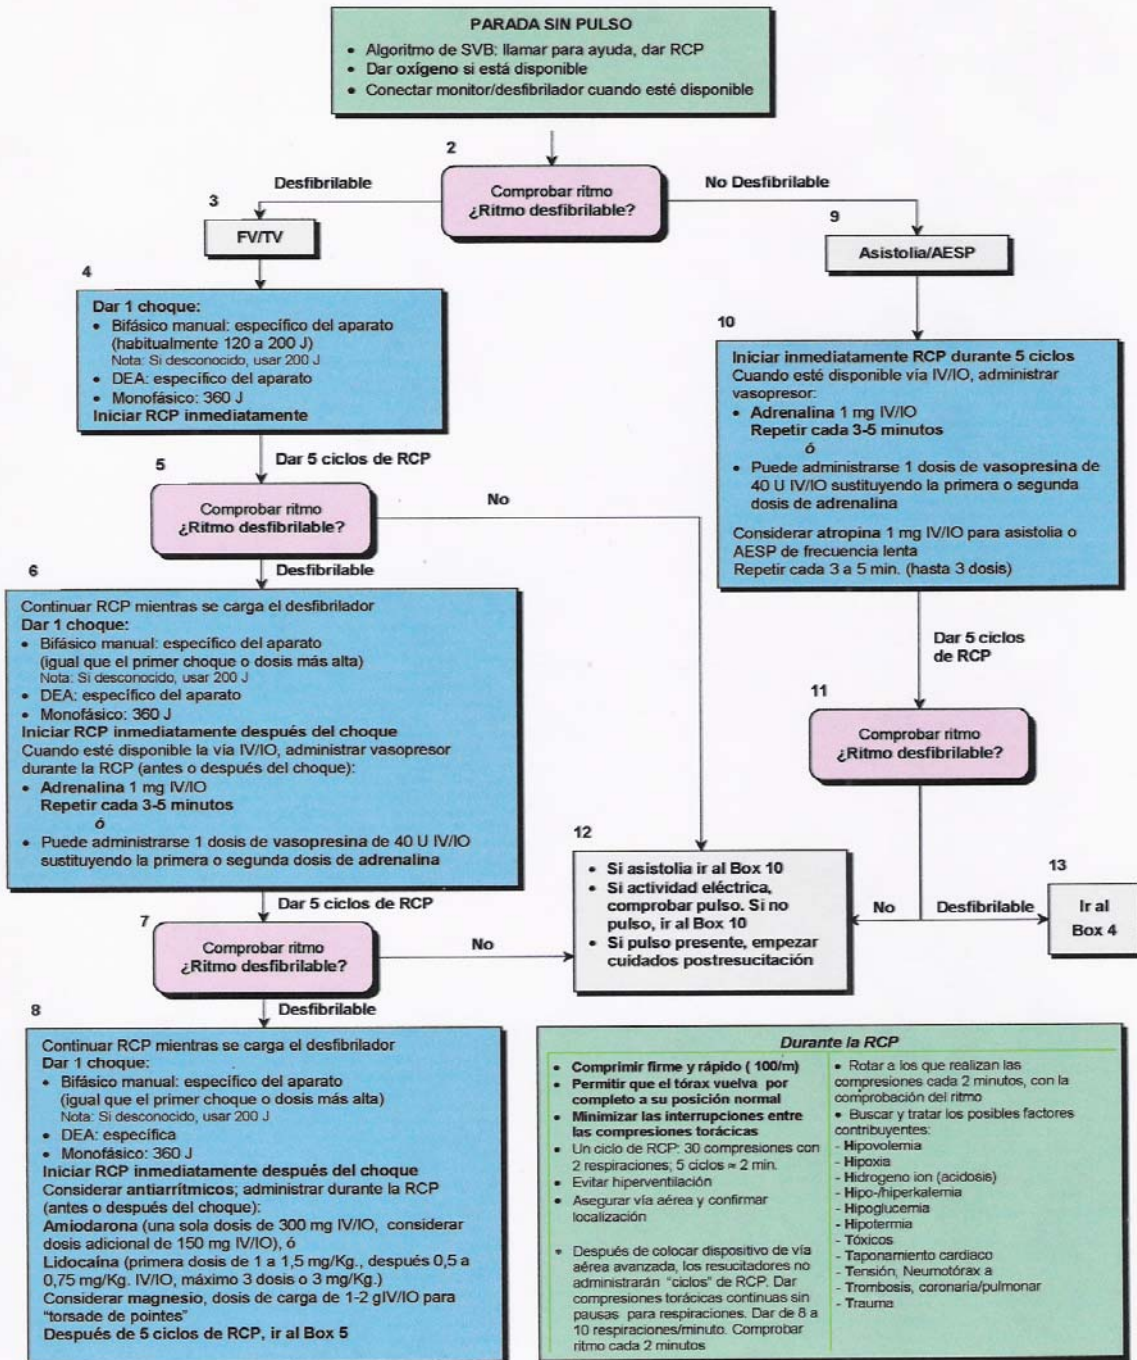 PARADA SIN PULSO
• Algoritmo de SVB: llamar para ayuda, dar RCP
• Dar oxígeno si está disponible
• Conectar monitor/desfibrilador cuando esté disponible
2
Desfibrilable
No Desfibrilable
Comprobar ritmo
¿Ritmo desfibrilable?
3
FV/TV
9
Asistolia/AESP
4
Dar 1 choque:
• Bifásico manual: específico del aparato
(habitualmente 120 a 200 J)
Nota: Si desconocido, usar 200 J
• DEA: específico del aparato
• Monofásico: 360 J
Iniciar RCP inmediatamente
10
Iniciar inmediatamente RCP durante 5 ciclos
Cuando esté disponible vía IV/IO, administrar
vasopresor:
• Adrenalina 1 mg IV/IO
Repetir cada 3-5 minutos
ó
• Puede administrarse 1 dosis de vasopresina de
40 U IV/IO sustituyendo la primera o segunda
dosis de adrenalina
Considerar atropina 1 mg IV/IO para asistolia o
AESP de frecuencia lenta
Repetir cada 3 a 5 min. (hasta 3 dosis)
Dar 5 ciclos de RCP
5
Comprobar ritmo
¿Ritmo desfibrilable?
No
Desfibrilable
6
Continuar RCP mientras se carga el desfibrilador
Dar 1 choque:
• Bifásico manual: específico del aparato
(igual que el primer choque o dosis más alta)
Nota: Si desconocido, usar 200 J
• DEA: específico del aparato
• Monofásico: 360 J
Iniciar RCP inmediatamente después del choque
Cuando esté disponible la vía IV/IO, administrar vasopresor
durante la RCP (antes o después del choque):
• Adrenalina 1 mg IV/IO
Repetir cada 3-5 minutos
ó
• Puede administrarse 1 dosis de vasopresina de 40 U IV/IO
sustituyendo la primera o segunda dosis de adrenalina
Dar 5 ciclos
de RCP
11
Comprobar ritmo
¿Ritmo desfibrilable?
12
• Si asistolia ir al Box 10
• Si actividad eléctrica,
comprobar pulso. Si no
pulso, ir al Box 10
• Si pulso presente, empezar
cuidados postresucitación
No
Desfibrilable
13
Ir al
Box 4
Dar 5 ciclos de RCP
7
Comprobar ritmo
¿Ritmo desfibrilable?
No
Desfibrilable
8
Continuar RCP mientras se carga el desfibrilador
Dar 1 choque:
• Bifásico manual: específico del aparato
(igual que el primer choque o dosis más alta)
Nota: Si desconocido, usar 200 J
• DEA: específica
• Monofásico: 360 J
Iniciar RCP inmediatamente después del choque
Considerar antiarrítmicos; administrar durante la RCP
(antes o después del choque):
Amiodarona (una sola dosis de 300 mg IV/IO, considerar
dosis adicional de 150 mg IV/IO), ó
Lidocaína (primera dosis de 1 a 1,5 mg/Kg., después 0,5 a
0,75 mg/Kg. IV/IO, máximo 3 dosis o 3 mg/Kg.)
Considerar magnesio, dosis de carga de 1-2 gIV/IO para
"torsade de pointes"
Después de 5 ciclos de RCP, ir al Box 5
Durante la RCP
• Comprimir firme y rápido ( 100/m)
• Permitir que el tórax vuelva por
completo a su posición normal
• Minimizar las interrupciones entre
las compresiones torácicas
• Un ciclo de RCP: 30 compresiones con
2 respiraciones; 5 ciclos ≈ 2 min.
• Evitar hiperventilación
• Asegurar vía aérea y confirmar
localización
* Después de colocar dispositivo de vía
aérea avanzada, los resucitadores no
administrarán "ciclos" de RCP. Dar
compresiones torácicas continuas sin
pausas para respiraciones. Dar de 8 a
10 respiraciones/minuto. Comprobar
ritmo cada 2 minutos
• Rotar a los que realizan las
compresiones cada 2 minutos, con la
comprobación del ritmo
• Buscar y tratar los posibles factores
contribuyentes:
- Hipovolemia
- Hipoxia
- Hidrogeno ion (acidosis)
- Hipo-/hiperkalemia
- Hipoglucemia
- Hipotermia
- Tóxicos
- Taponamiento cardiaco
- Tensión, Neumotórax a
- Trombosis, coronaria/pulmonar
- Trauma